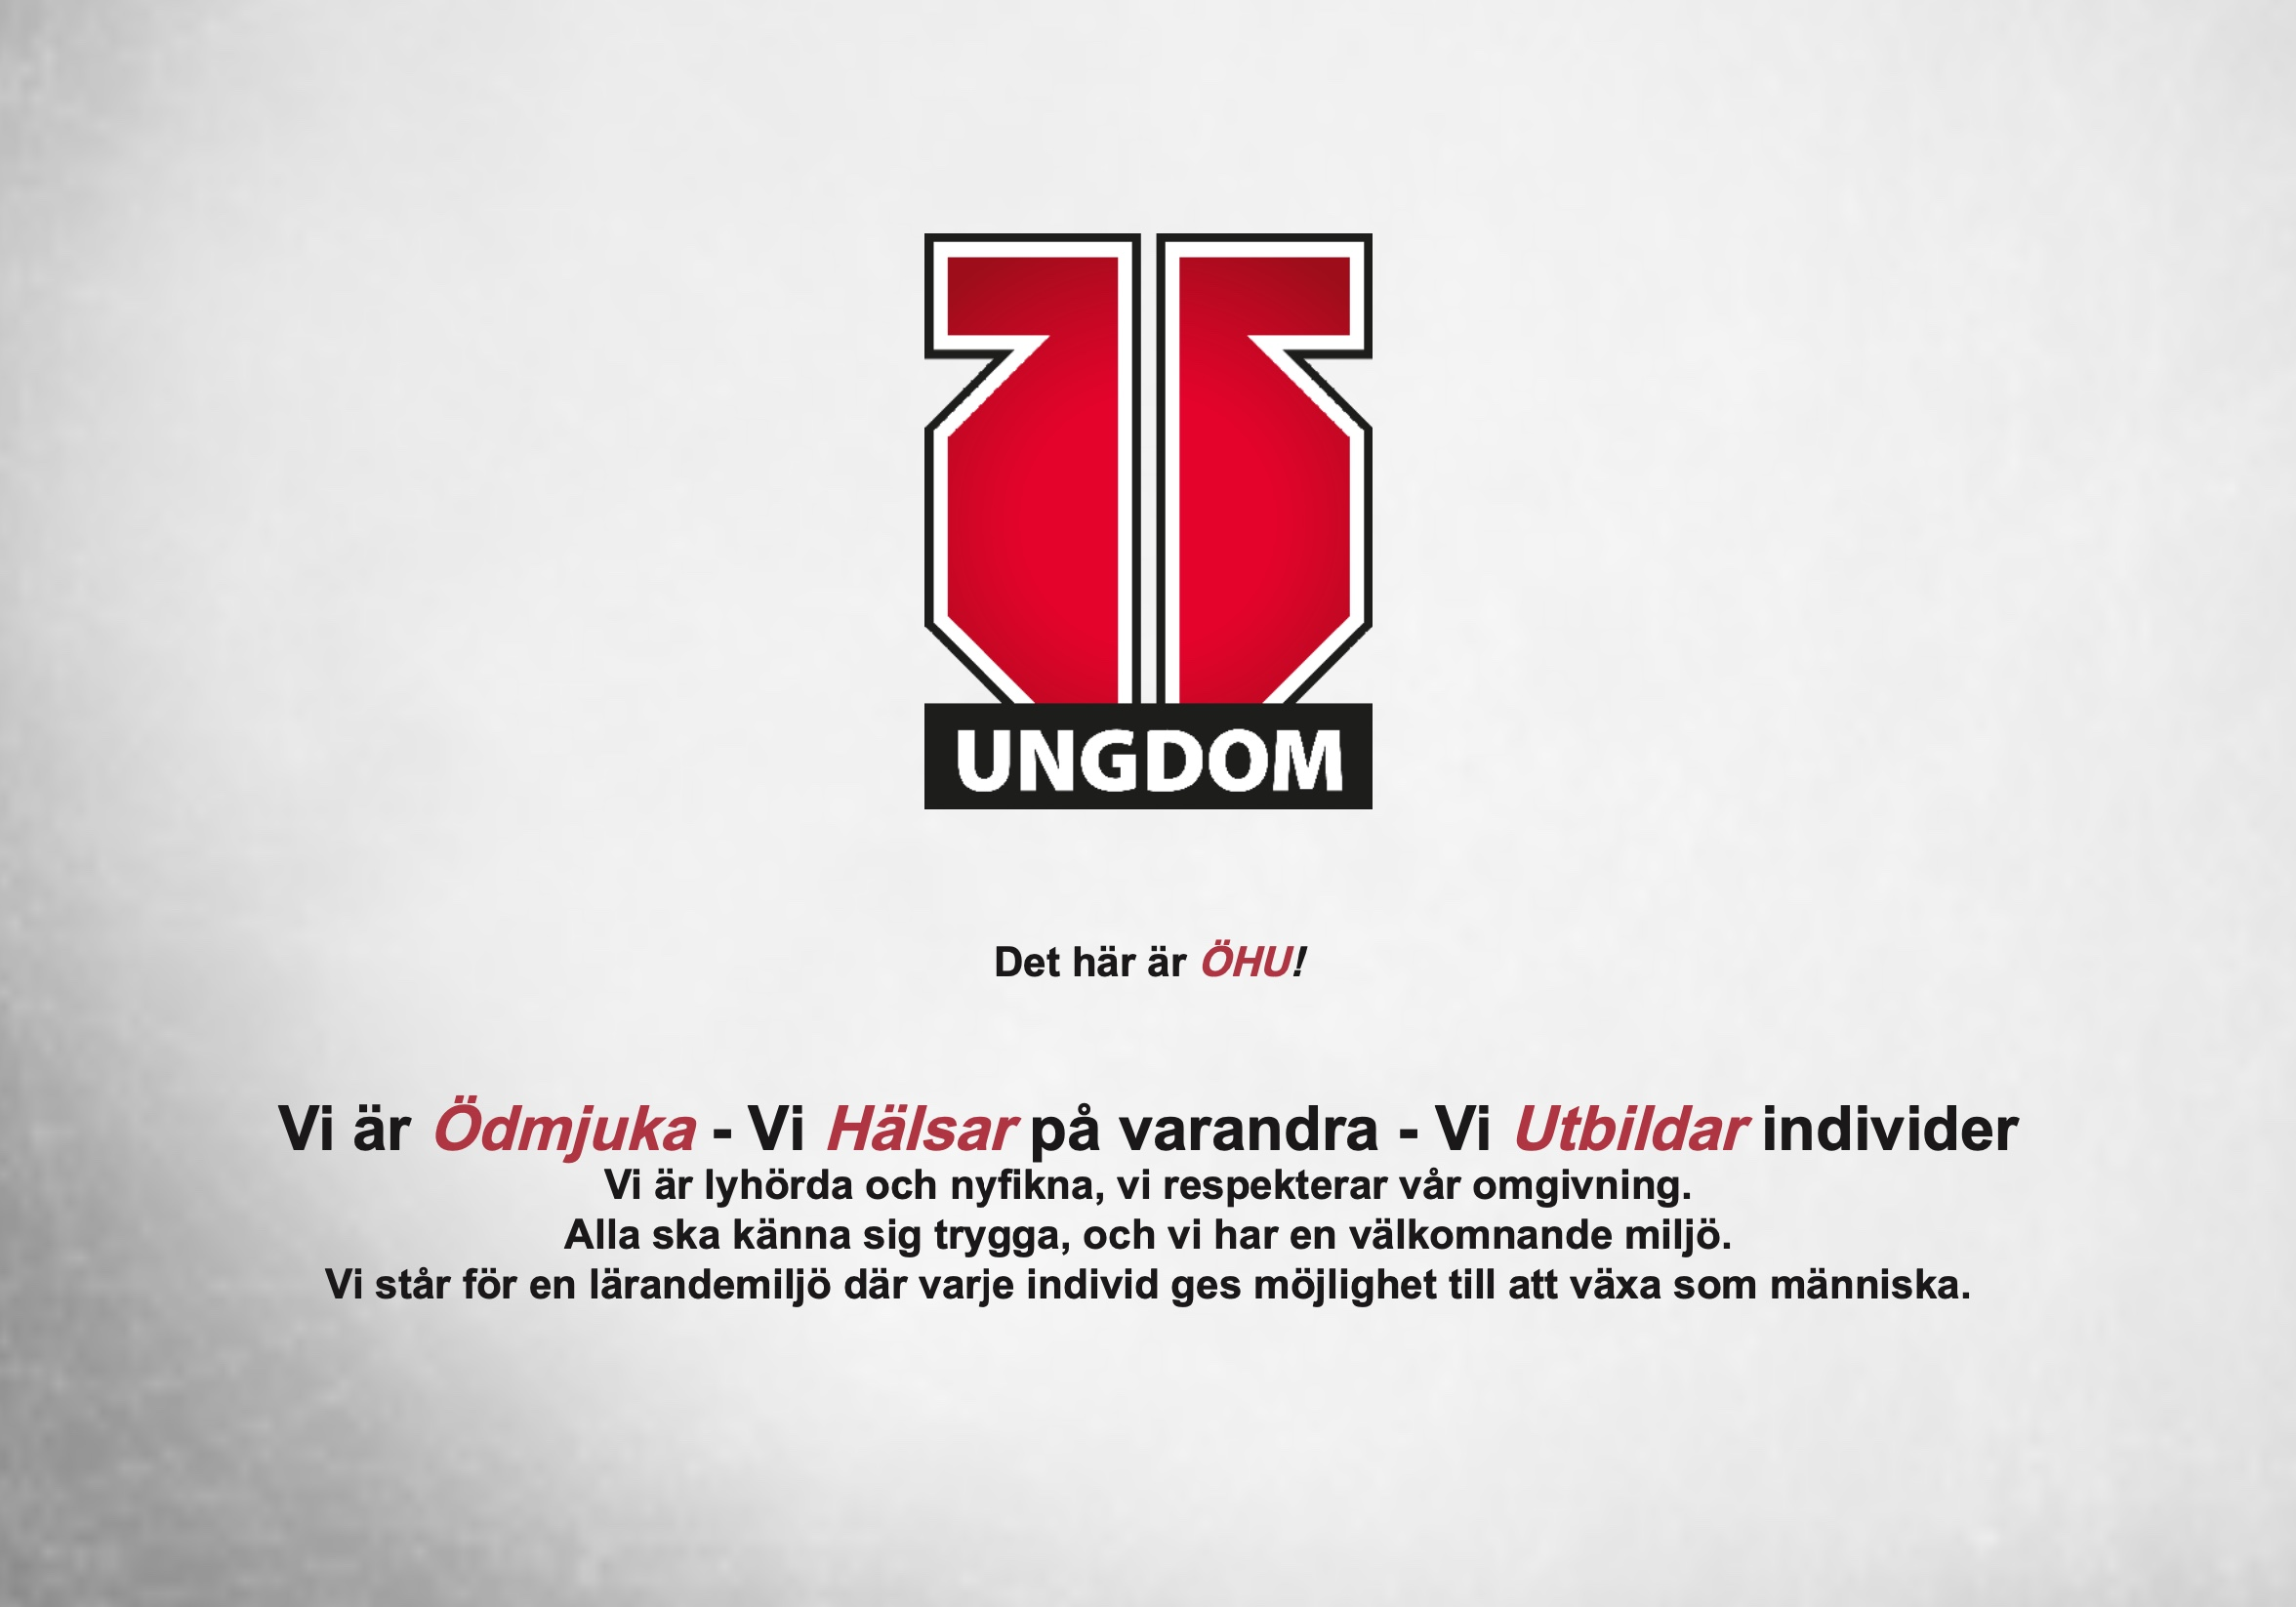 UNGDOM
Det här är ÖHU!
Vi är Ödmjuka - Vi Hälsar på varandra - Vi Utbildar individer
Vi är lyhörda och nyfikna, vi respekterar vår omgivning.
Alla ska känna sig trygga, och vi har en välkomnande miljö.
Vi står för en lärandemiljö där varje individ ges möjlighet till att växa som människa.